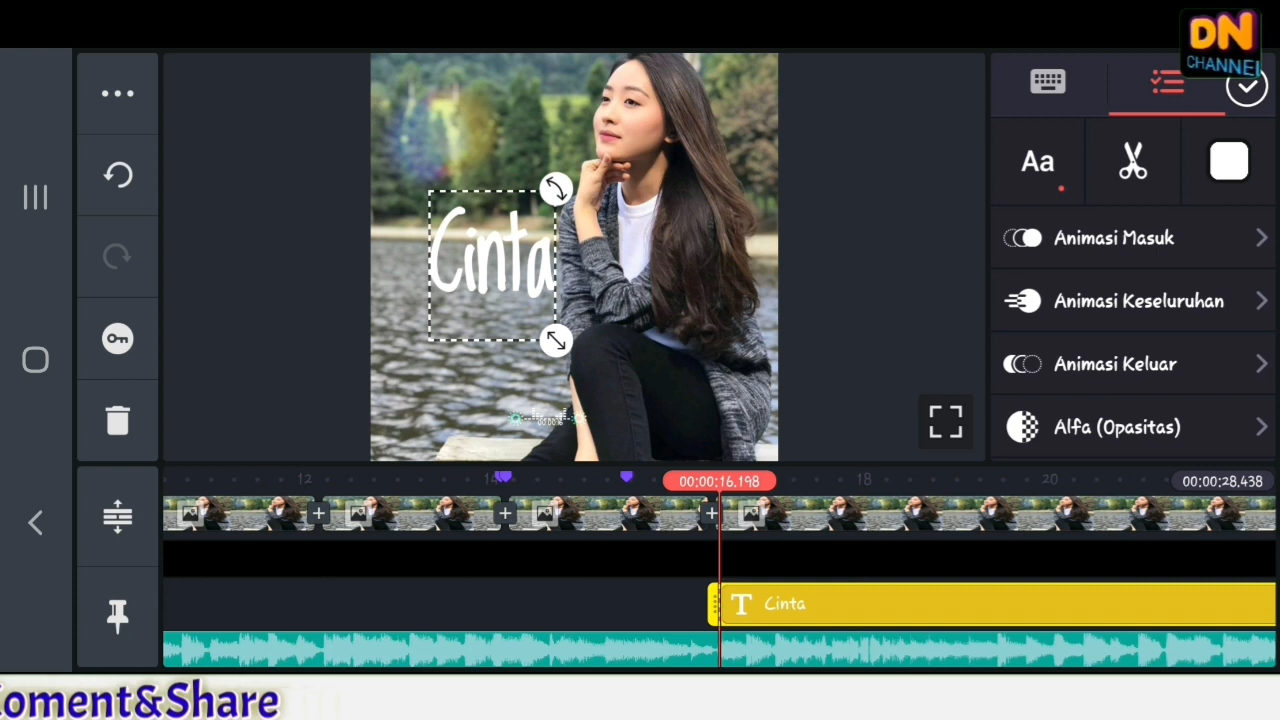 DN
CHANNEL
Aa
Cinta
Animasi Masuk
Animasi Keseluruhan
Animasi Keluar
Alfa (Opasitas)
12
00:00:16.198
18
20
00:00:28.438
T Cinta
Coment&Share